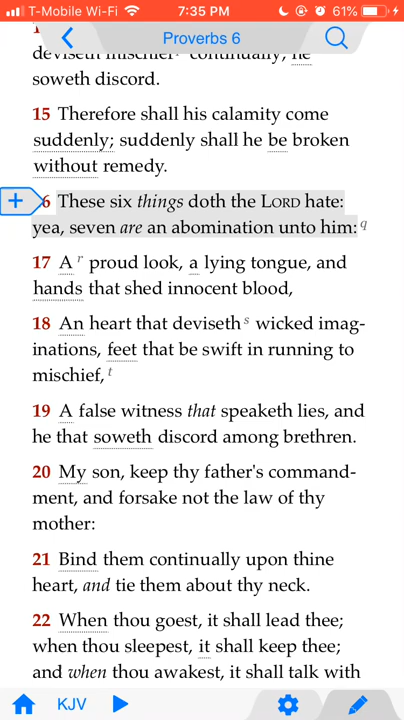 T-Mobile Wi-Fi 7:35 PM 61%
Proverbs 6
deviseth mischief continually; he
soweth discord.
15 Therefore shall his calamity come
suddenly; suddenly shall he be broken
without remedy.
6 These six things doth the LORD hate:
yea, seven are an abomination unto him: q
17 A r proud look, a lying tongue, and
hands that shed innocent blood,
18 An heart that deviseth s wicked imag-
inations, feet that be swift in running to
mischief, t
19 A false witness that speaketh lies, and
he that soweth discord among brethren.
20 My son, keep thy father's command-
ment, and forsake not the law of thy
mother:
21 Bind them continually upon thine
heart, and tie them about thy neck.
22 When thou goest, it shall lead thee;
when thou sleepest, it shall keep thee;
and when thou awakest, it shall talk with
KJV